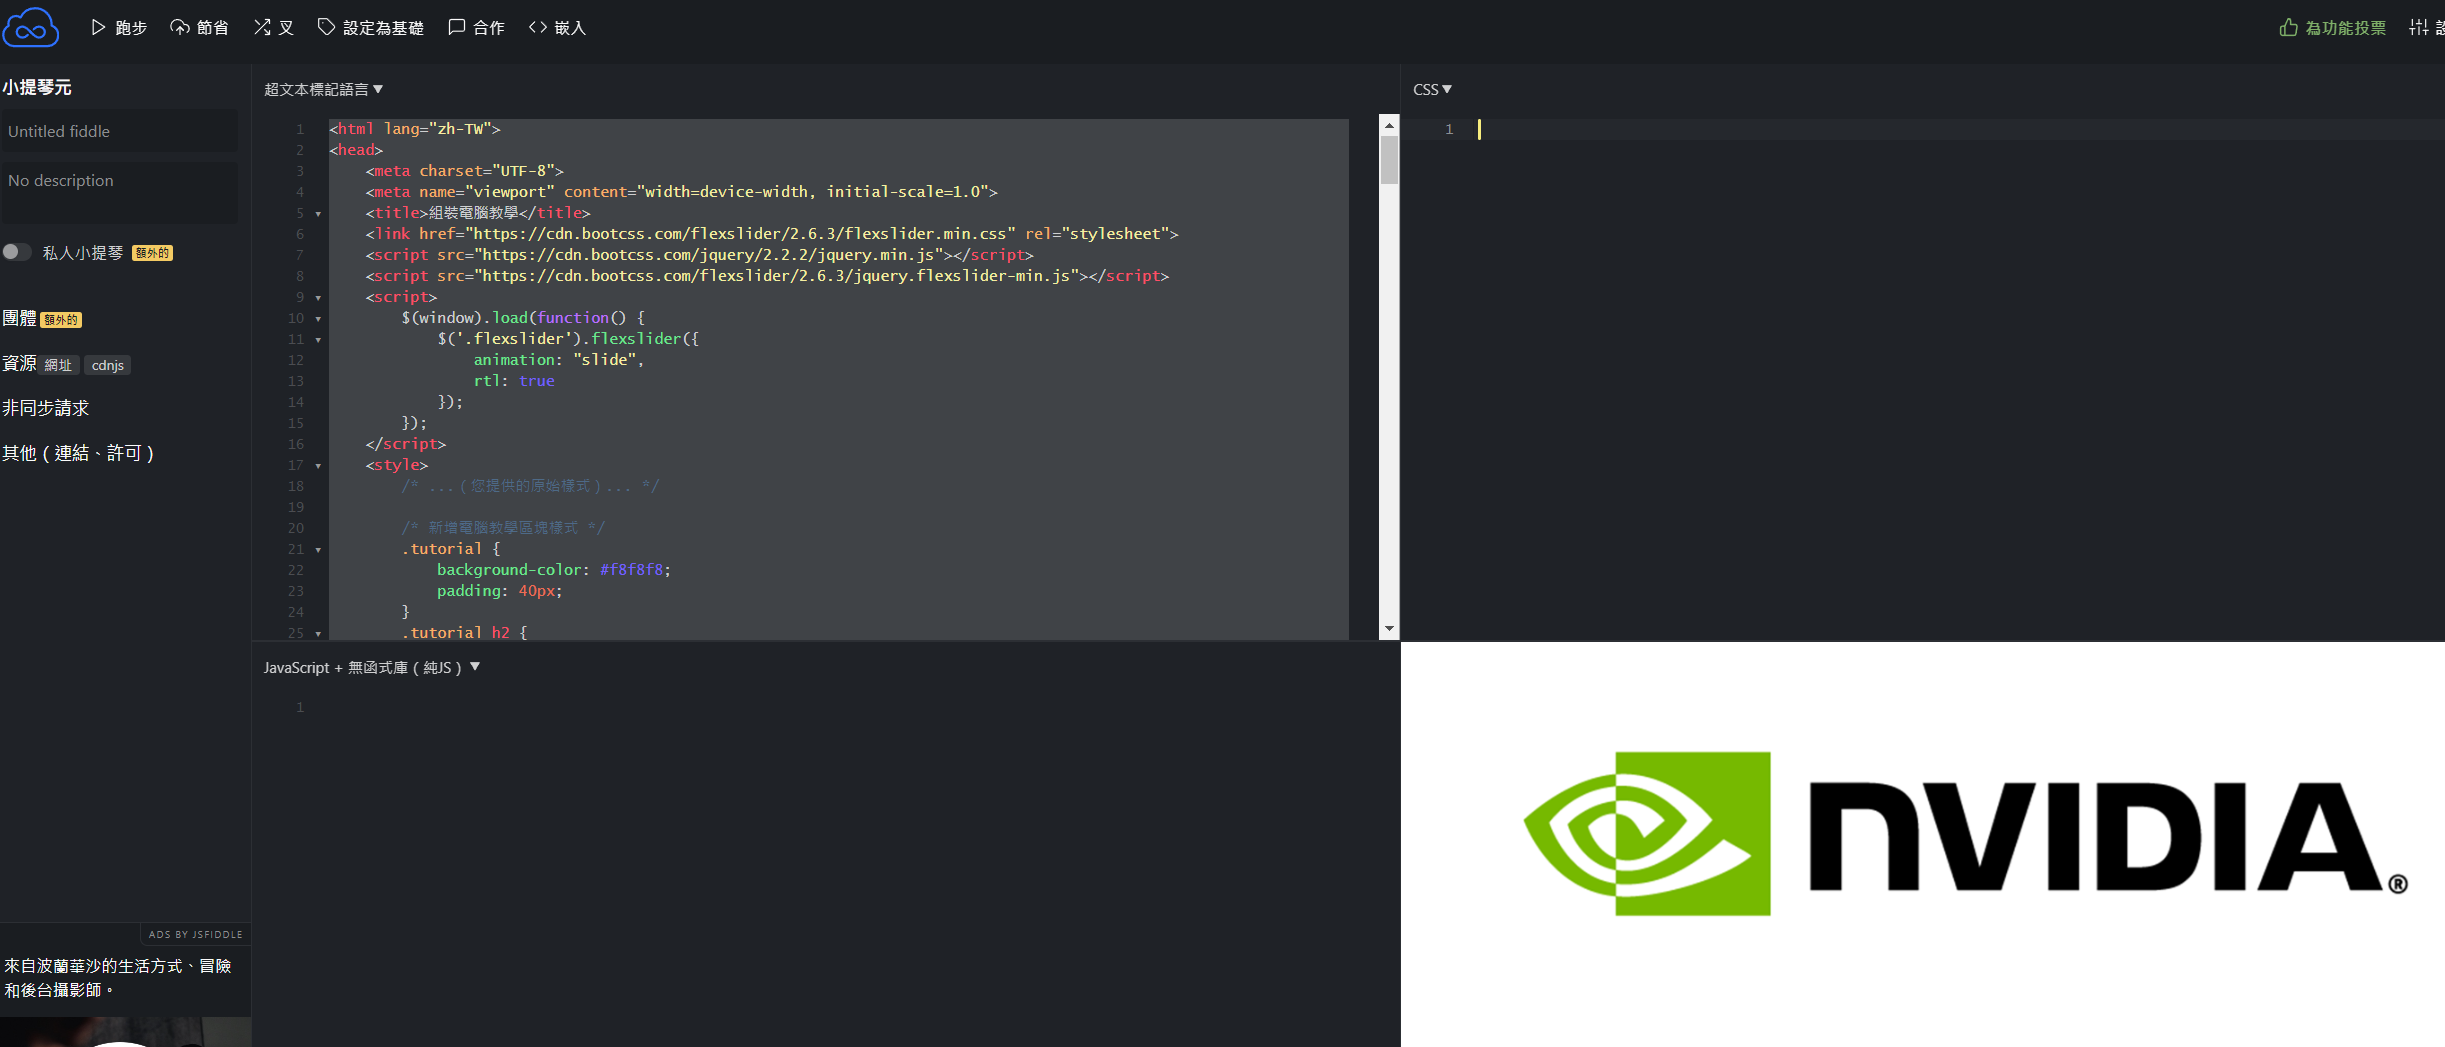 跑步 節省 叉 設定為基礎 合作 嵌入 為功能投票
小提琴元
Untitled fiddle
No description
私人小提琴 額外的
團體 額外的
資源 網址 cdnjs
非同步請求
其他（連結、許可）
ADS BY JSFIDDLE
來自波蘭華沙的生活方式、冒險
和後台攝影師。
超文本標記語言▼
1 <html lang="zh-TW">
2 <head>
3 <meta charset="UTF-8">
4 <meta name="viewport" content="width=device-width, initial-scale=1.0">
5 <title>組裝電腦教學</title>
6 <link href="https://cdn.bootcss.com/flexslider/2.6.3/flexslider.min.css" rel="stylesheet">
7 <script src="https://cdn.bootcss.com/jquery/2.2.2/jquery.min.js"></script>
8 <script src="https://cdn.bootcss.com/flexslider/2.6.3/jquery.flexslider-min.js"></script>
9 <script>
10 $(window).load(function() {
11 $('.flexslider').flexslider({
12 animation: "slide",
13 rtl: true
14 });
15 });
16 </script>
17 <style>
18 /* ...（您提供的原始樣式）... */
19
20 /* 新增電腦教學區塊樣式 */
21 .tutorial {
22 background-color: #f8f8f8;
23 padding: 40px;
24 }
25 .tutorial h2 {
CSS▼
1
JavaScript + 無函式庫（純JS）▼
1
NVIDIA®